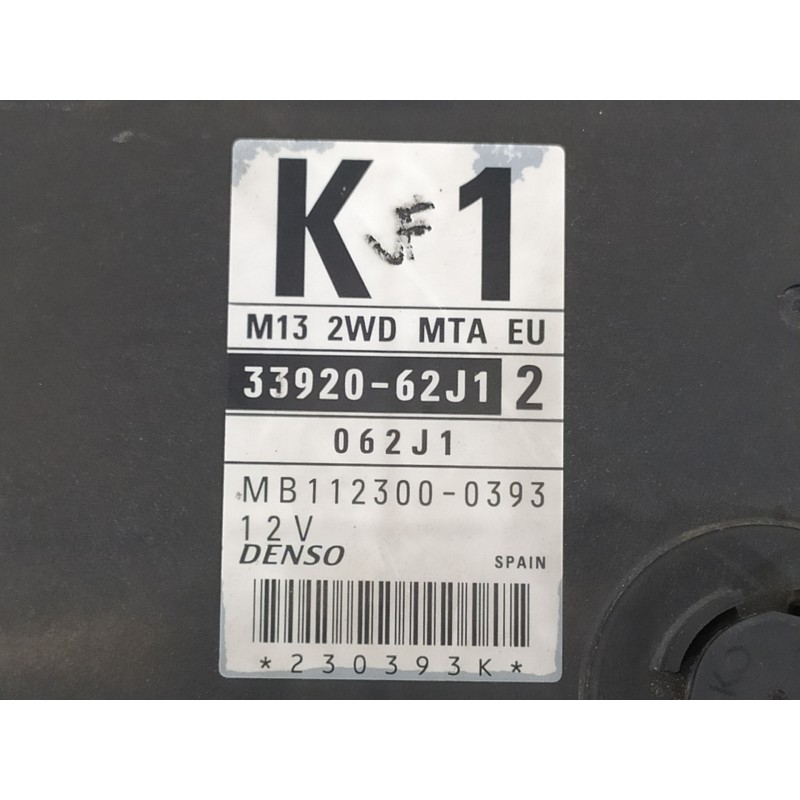 K 1
M13 2WD MTA EU
33920-62J1 2
062J1
MB112300-0393
12V
DENSO SPAIN
*230393K*